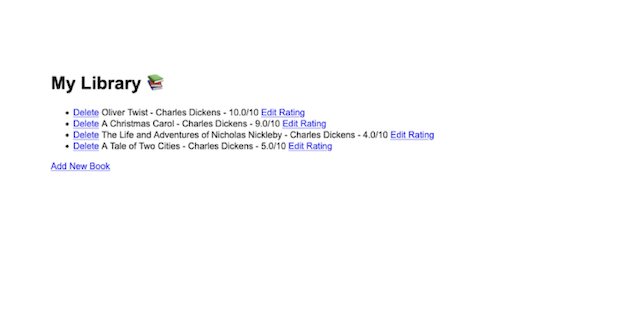 My Library 📚
Delete Oliver Twist - Charles Dickens - 10.0/10 Edit Rating
Delete A Christmas Carol - Charles Dickens - 9.0/10 Edit Rating
Delete The Life and Adventures of Nicholas Nickleby - Charles Dickens - 4.0/10 Edit Rating
Delete A Tale of Two Cities - Charles Dickens - 5.0/10 Edit Rating
Add New Book